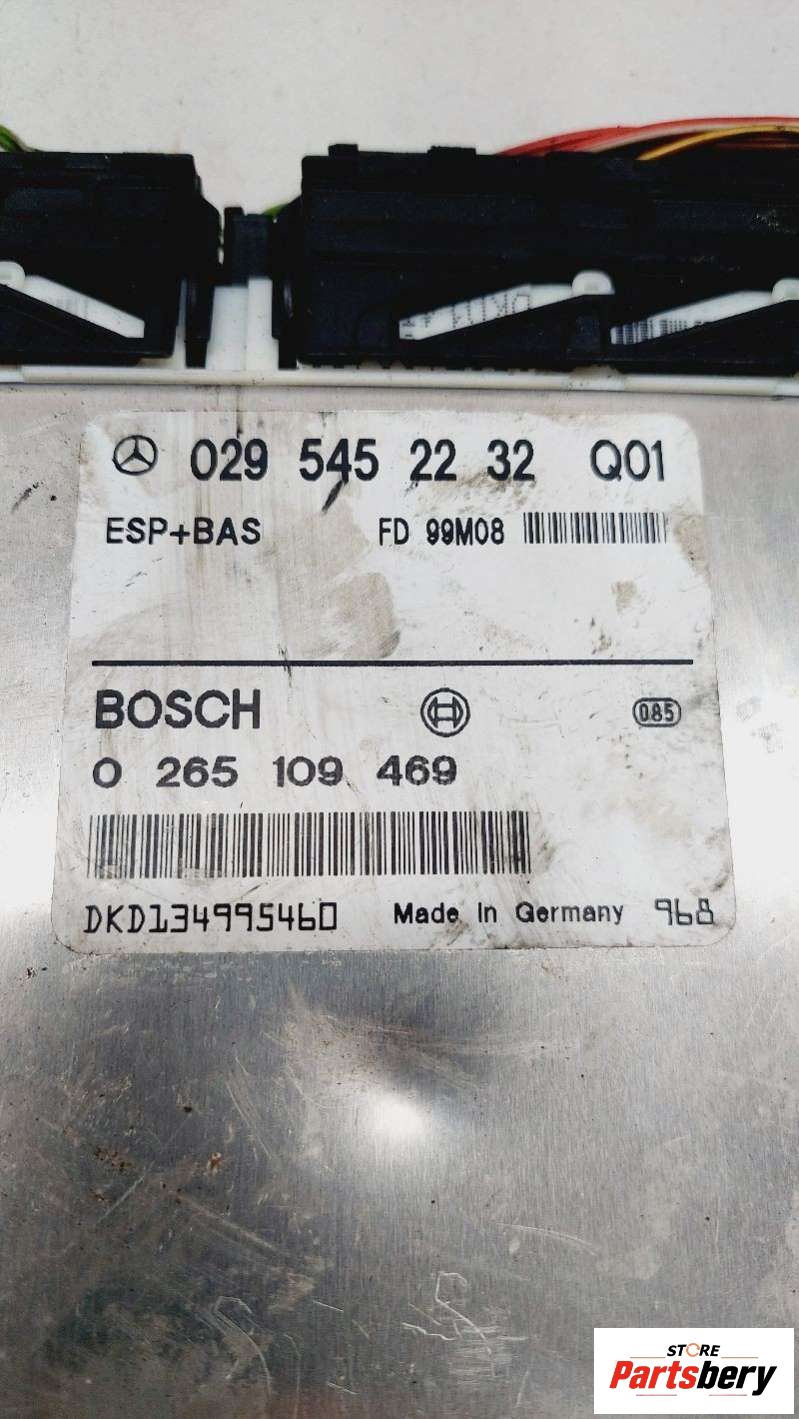 029 545 22 32 Q01
ESP+BAS FD 99M08
BOSCH 085
0 265 109 469
DKD134995460 Made in Germany 968
STORE
Partsbery